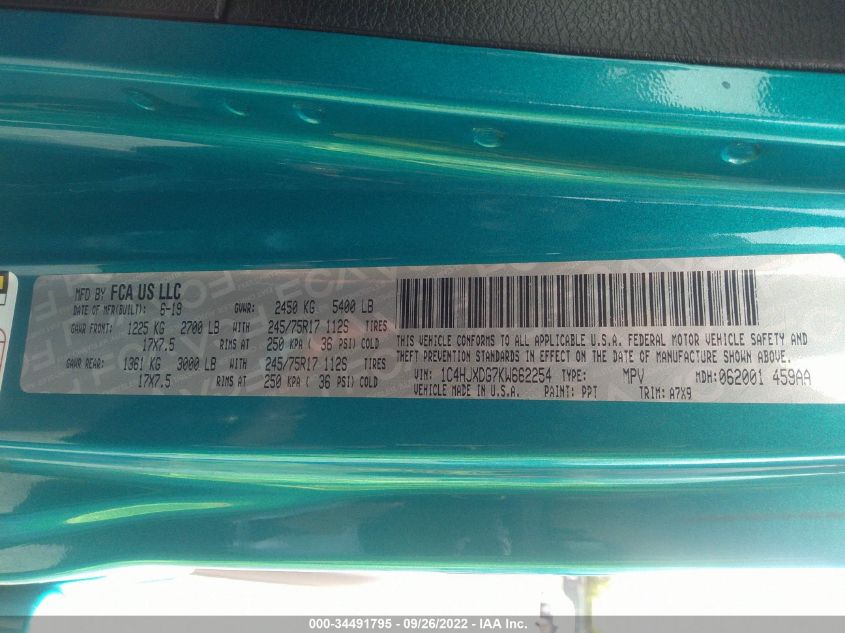 MFD BY FCA US LLC
DATE OF MFR(BUILT): 6-19 GVWR: 2450 KG 5400 LB
GAWR FRONT: 1225 KG 2700 LB WITH 245/75R17 112S TIRES
17X7.5 RIMS AT 250 KPA ( 36 PSI) COLD
GAWR REAR: 1361 KG 3000 LB WITH 245/75R17 112S TIRES
17X7.5 RIMS AT 250 KPA ( 36 PSI) COLD
THIS VEHICLE CONFORMS TO ALL APPLICABLE U.S.A. FEDERAL MOTOR VEHICLE SAFETY AND
THEFT PREVENTION STANDARDS IN EFFECT ON THE DATE OF MANUFACTURE SHOWN ABOVE.
VIN: 1C4HJXDG7KW662254 TYPE: MPV MDH: 062001 459AA
VEHICLE MADE IN U.S.A. PAINT: PPT TRIM: A7X9
000-34491795 - 09/26/2022 - IAA Inc.